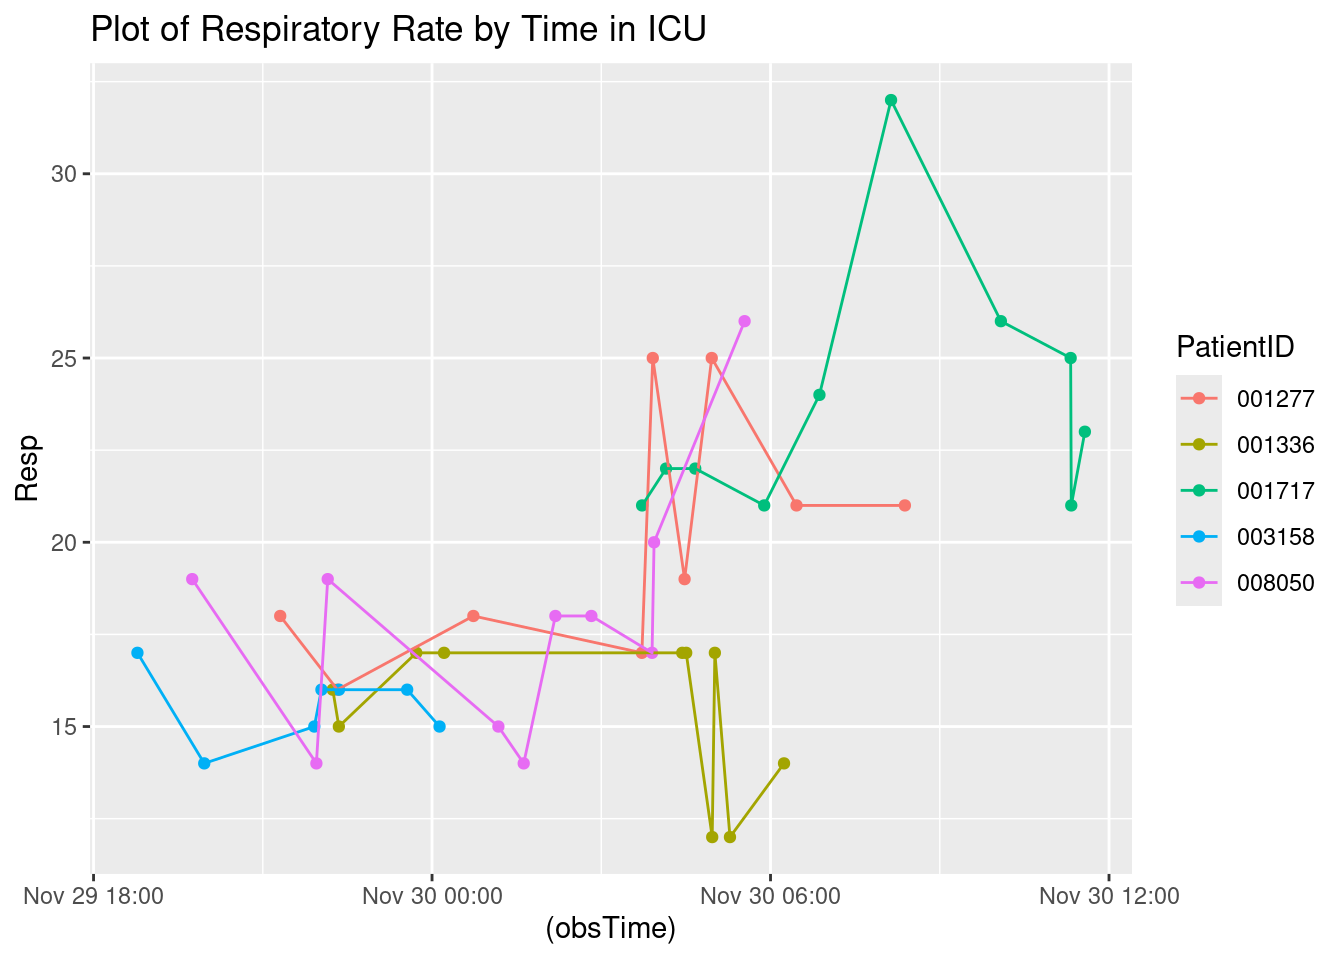 Plot of Respiratory Rate by Time in ICU
30
25
20
15
Resp
Nov 29 18:00
Nov 30 00:00
Nov 30 06:00
Nov 30 12:00
(obsTime)
PatientID
001277
001336
001717
003158
008050